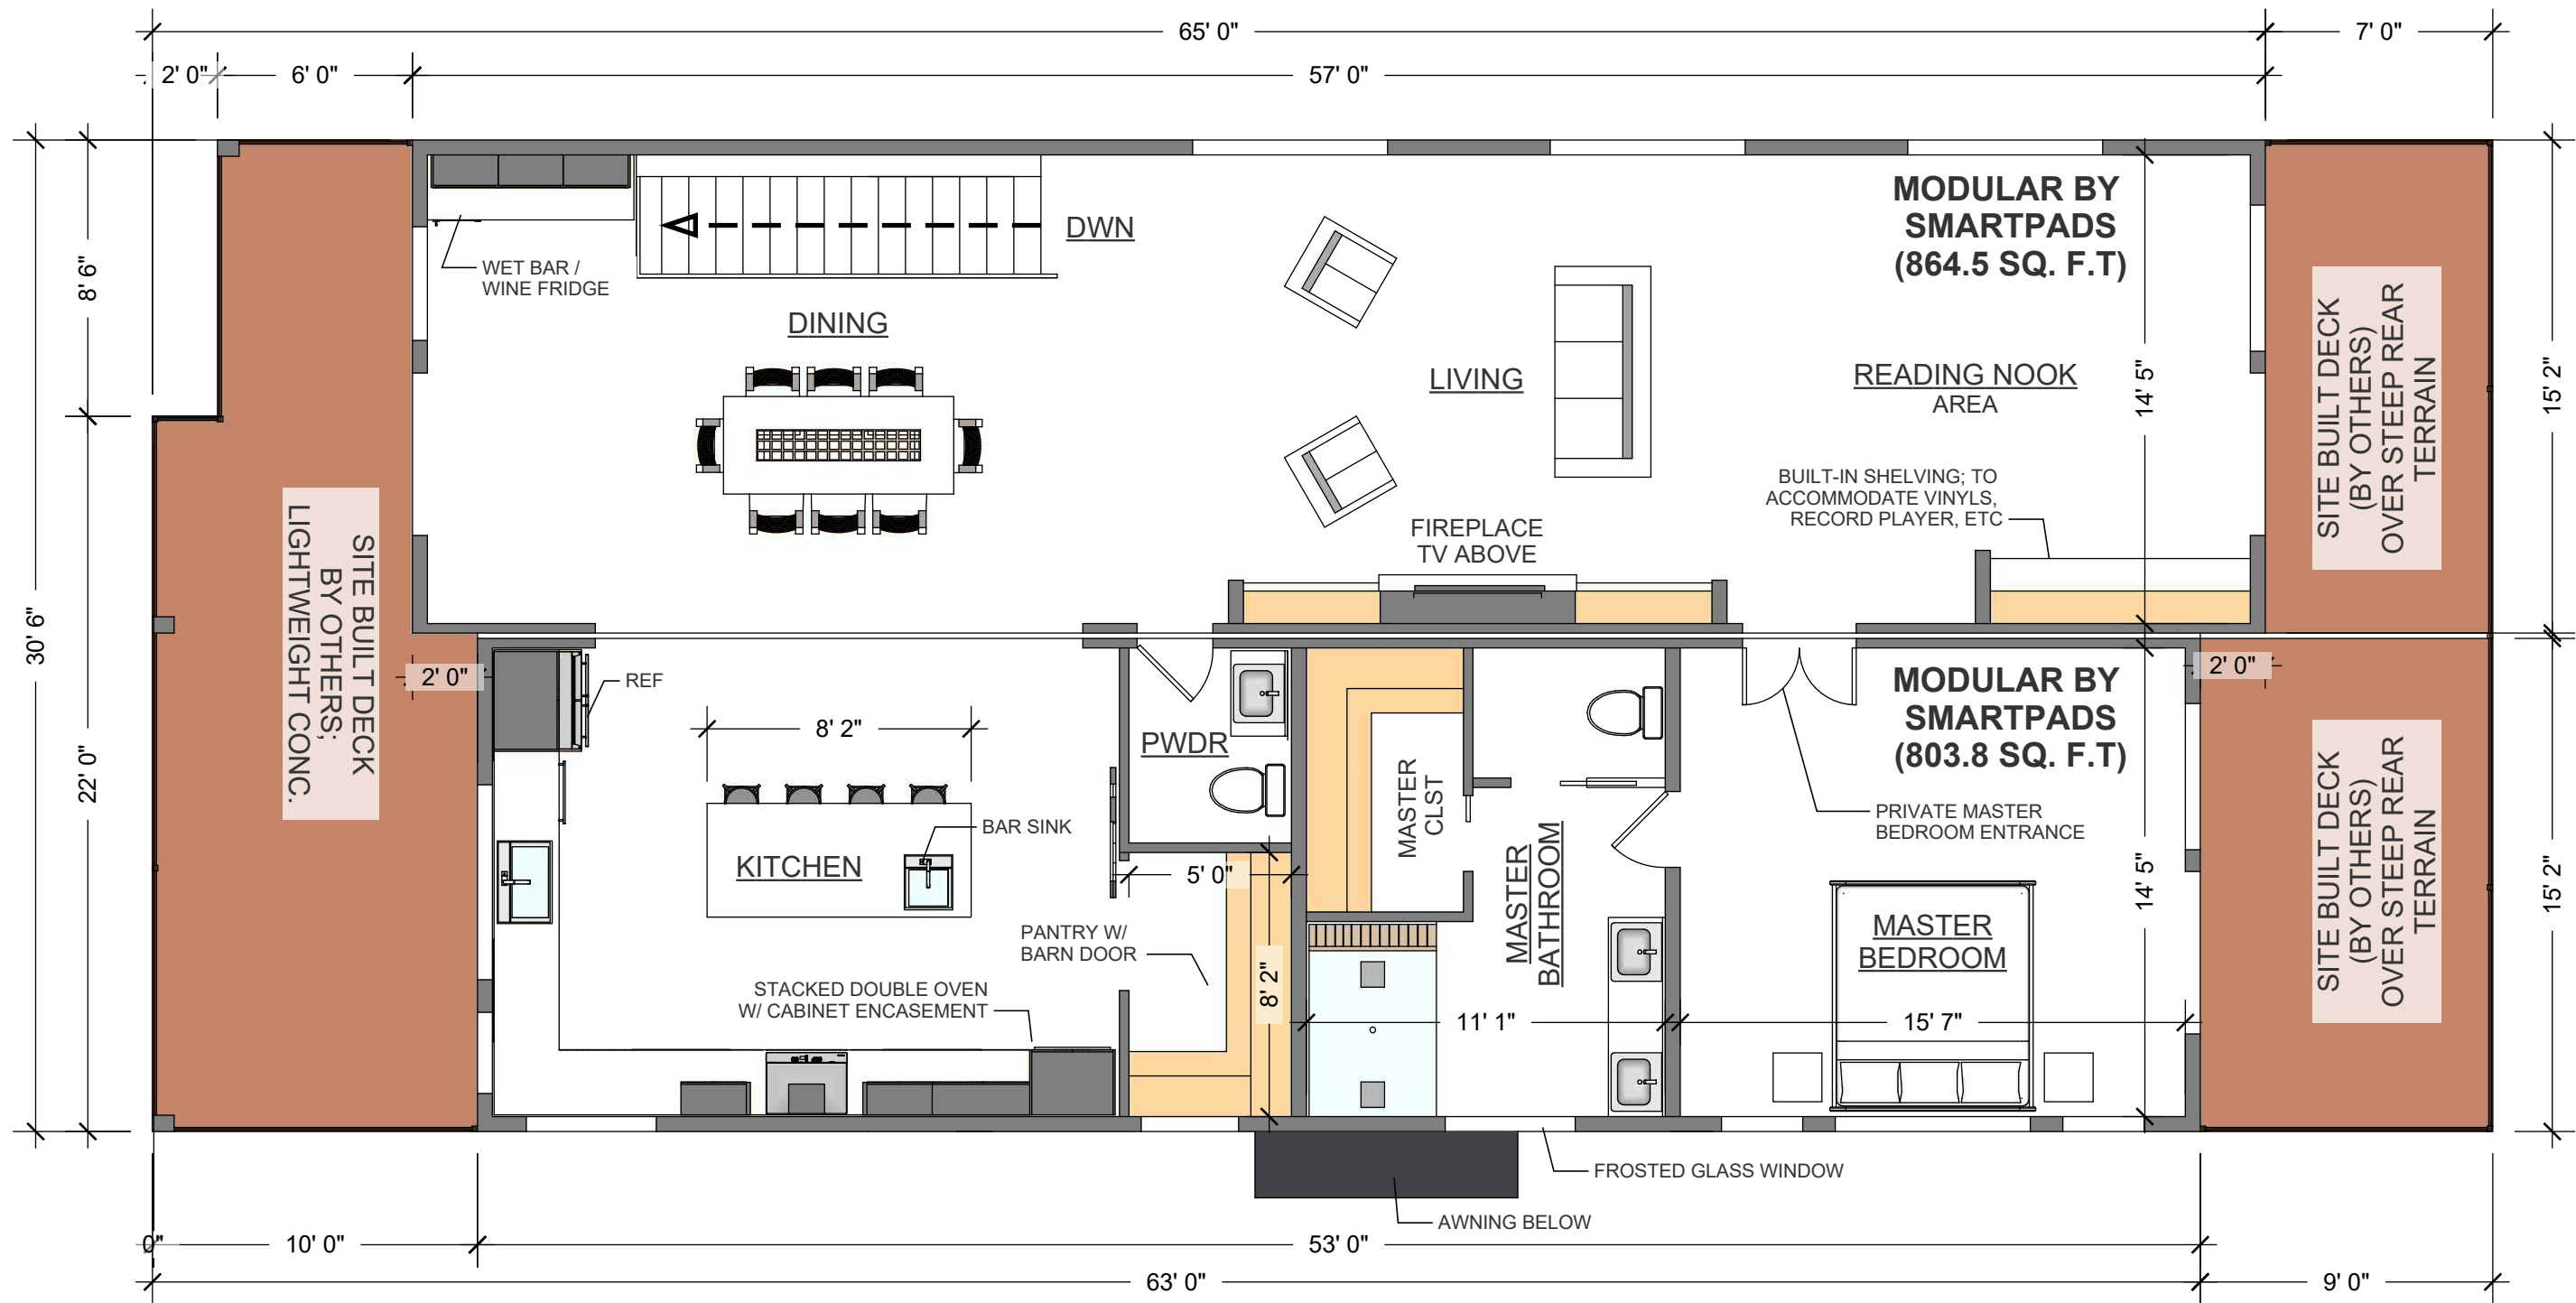 65' 0"
7' 0"
2' 0"
6' 0"
57' 0"
MODULAR BY
SMARTPADS
(864.5 SQ. F.T)
DWN
WET BAR /
WINE FRIDGE
8' 6"
DINING
LIVING
READING NOOK
AREA
14' 5"
15' 2"
SITE BUILT DECK
(BY OTHERS)
OVER STEEP REAR
TERRAIN
BUILT-IN SHELVING; TO
ACCOMMODATE VINYLS,
RECORD PLAYER, ETC
FIREPLACE
TV ABOVE
30' 6"
SITE BUILT DECK
BY OTHERS;
LIGHTWEIGHT CONC.
2' 0"
REF
2' 0"
MODULAR BY
SMARTPADS
(803.8 SQ. F.T)
8' 2"
PWDR
22' 0"
MASTER
CLST
PRIVATE MASTER
BEDROOM ENTRANCE
BAR SINK
KITCHEN
5' 0"
MASTER
BATHROOM
14' 5"
15' 2"
SITE BUILT DECK
(BY OTHERS)
OVER STEEP REAR
TERRAIN
PANTRY W/
BARN DOOR
MASTER
BEDROOM
8' 2"
STACKED DOUBLE OVEN
W/ CABINET ENCASEMENT
11' 1"
15' 7"
FROSTED GLASS WINDOW
AWNING BELOW
0"
10' 0"
53' 0"
63' 0"
9' 0"